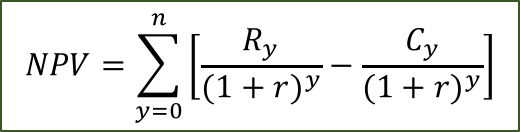 NPV = \sum_{y=0}^{n} \left[ \frac{R_y}{(1+r)^y} - \frac{C_y}{(1+r)^y} \right]